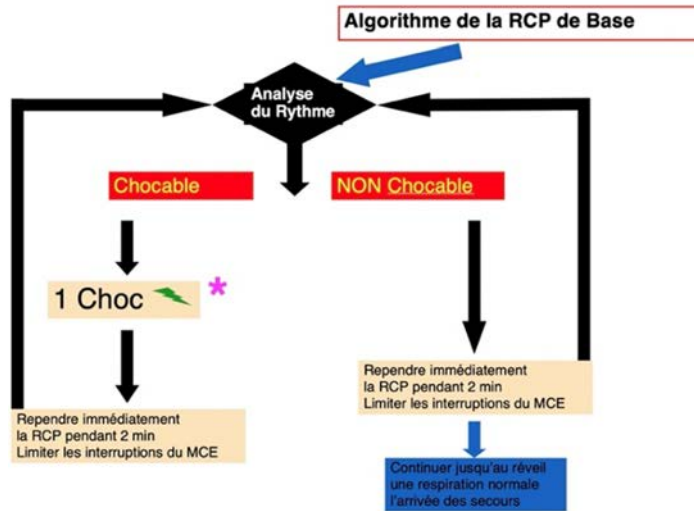 Algorithme de la RCP de Base
Analyse
du Rythme
Chocable
NON Chocable
1 Choc
*
Rependre immédiatement
la RCP pendant 2 min
Limiter les interruptions du MCE
Rependre immédiatement
la RCP pendant 2 min
Limiter les interruptions du MCE
Continuer jusqu'au réveil
une respiration normale
l'arrivée des secours